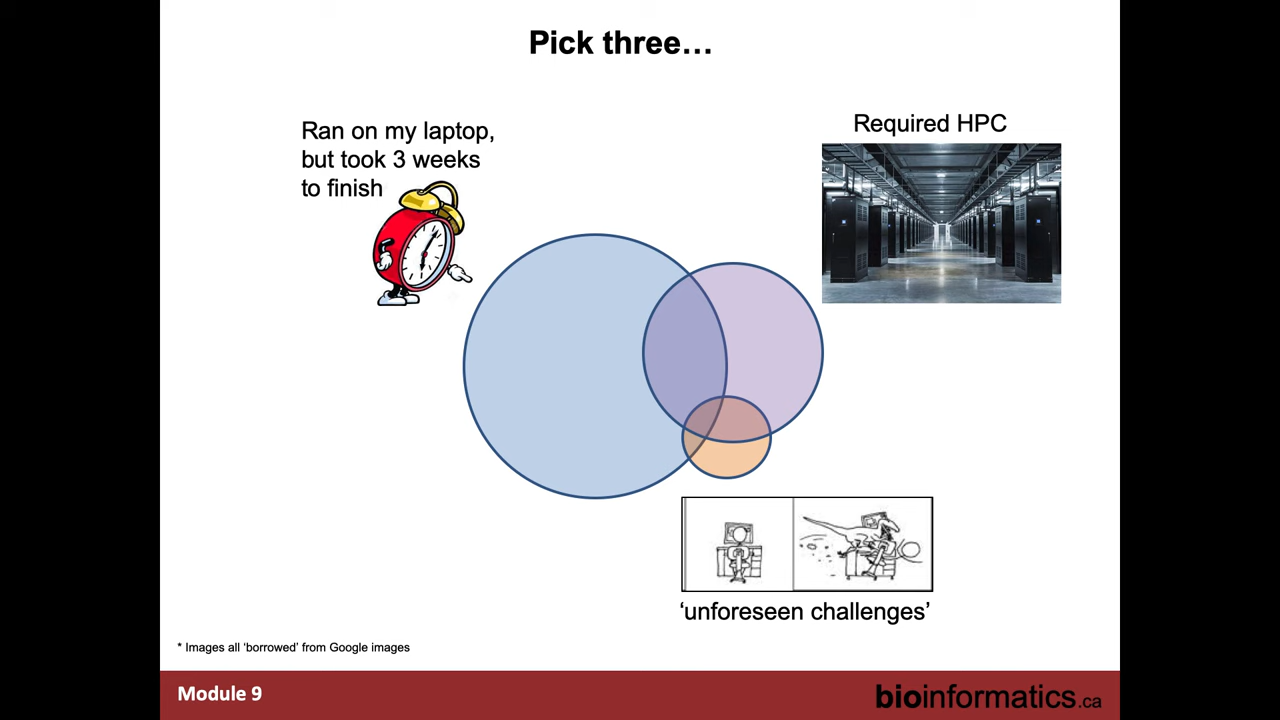 Pick three…
Ran on my laptop,
but took 3 weeks
to finish
Required HPC
‘unforeseen challenges’
* Images all ‘borrowed’ from Google images
Module 9
bioinformatics.ca